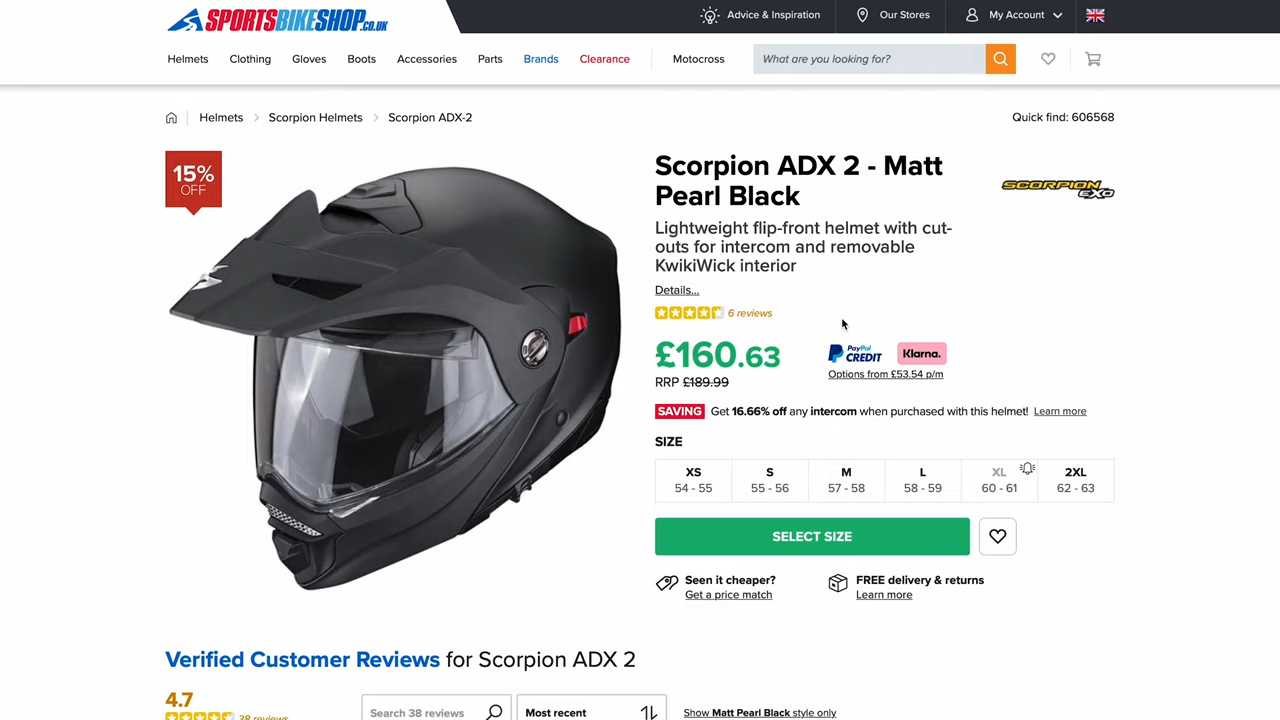 SPORTSBIKESHOP.CO.UK
Advice & Inspiration
Our Stores
My Account
Helmets
Clothing
Gloves
Boots
Accessories
Parts
Brands
Clearance
Motocross
What are you looking for?
Helmets
Scorpion Helmets
Scorpion ADX-2
Quick find: 606568
15%
OFF
Scorpion ADX 2 - Matt
Pearl Black
SCORPION
EXO
Lightweight flip-front helmet with cut-
outs for intercom and removable
KwikiWick interior
Details...
6 reviews
£160.63
RRP £189.99
PayPal
CREDIT
Klarna.
Options from £53.54 p/m
SAVING Get 16.66% off any intercom when purchased with this helmet! Learn more
SIZE
XS
54 - 55
S
55 - 56
M
57 - 58
L
58 - 59
XL
60 - 61
2XL
62 - 63
SELECT SIZE
Seen it cheaper?
Get a price match
FREE delivery & returns
Learn more
Verified Customer Reviews for Scorpion ADX 2
4.7
38 reviews
Search 38 reviews
Most recent
Show Matt Pearl Black style only